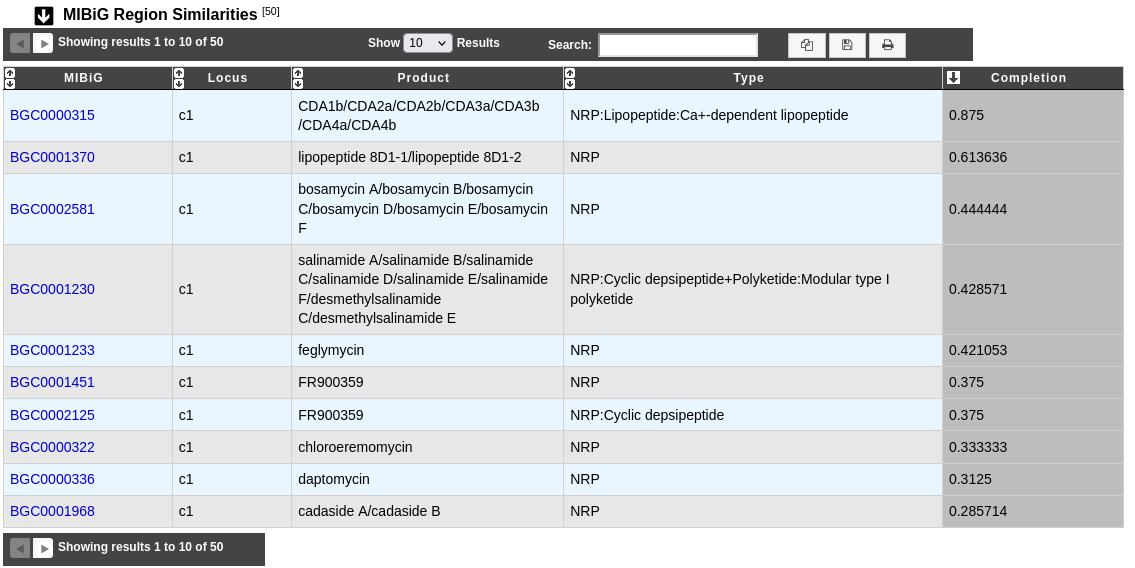 MIBiG Region Similarities [50]
Showing results 1 to 10 of 50 Show 10 Results Search:
MIBiG Locus Product Type Completion
BGC0000315 c1 CDA1b/CDA2a/CDA2b/CDA3a/CDA3b
/CDA4a/CDA4b NRP:Lipopeptide:Ca+-dependent lipopeptide 0.875
BGC0001370 c1 lipopeptide 8D1-1/lipopeptide 8D1-2 NRP 0.613636
BGC0002581 c1 bosamycin A/bosamycin B/bosamycin
C/bosamycin D/bosamycin E/bosamycin
F NRP 0.444444
BGC0001230 c1 salinamide A/salinamide B/salinamide
C/salinamide D/salinamide E/salinamide
F/desmethylsalinamide
C/desmethylsalinamide E NRP:Cyclic depsipeptide+Polyketide:Modular type I
polyketide 0.428571
BGC0001233 c1 feglymycin NRP 0.421053
BGC0001451 c1 FR900359 NRP 0.375
BGC0002125 c1 FR900359 NRP:Cyclic depsipeptide 0.375
BGC0000322 c1 chloroeremomycin NRP 0.333333
BGC0000336 c1 daptomycin NRP 0.3125
BGC0001968 c1 cadaside A/cadaside B NRP 0.285714
Showing results 1 to 10 of 50